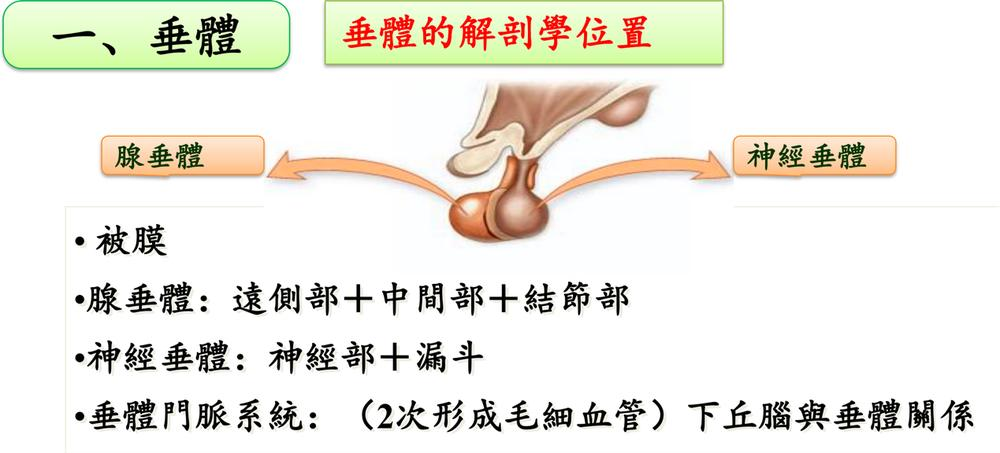 一、垂體
垂體的解剖學位置
腺垂體
神經垂體
• 被膜
•腺垂體：遠側部＋中間部＋結節部
•神經垂體：神經部＋漏斗
•垂體門脈系統：（2次形成毛細血管）下丘腦與垂體關係